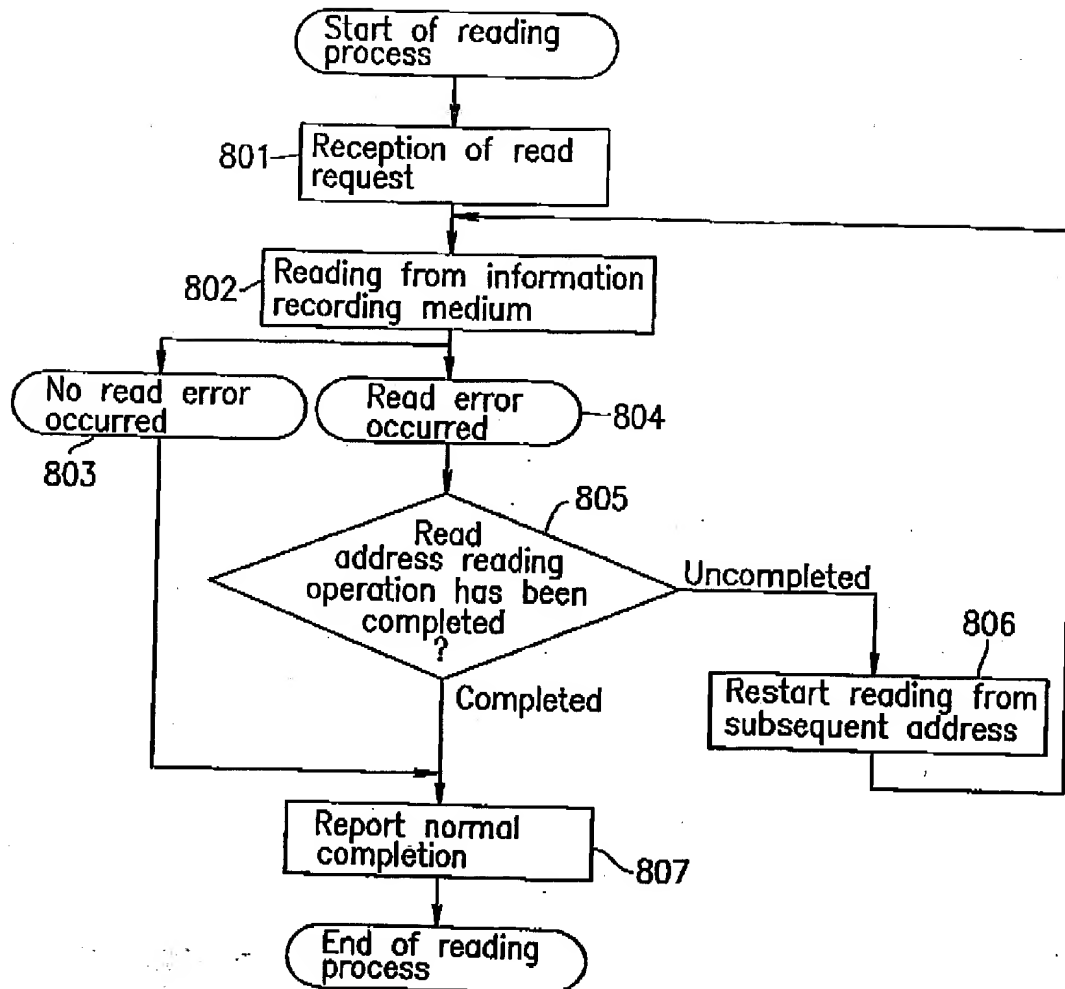 Start of reading
process
801
Reception of read
request
802
Reading from information
recording medium
No read error
occurred
803
Read error
occurred
804
805
Read
address reading
operation has been
completed
?
Uncompleted
Completed
806
Restart reading from
subsequent address
Report normal
completion
807
End of reading
process